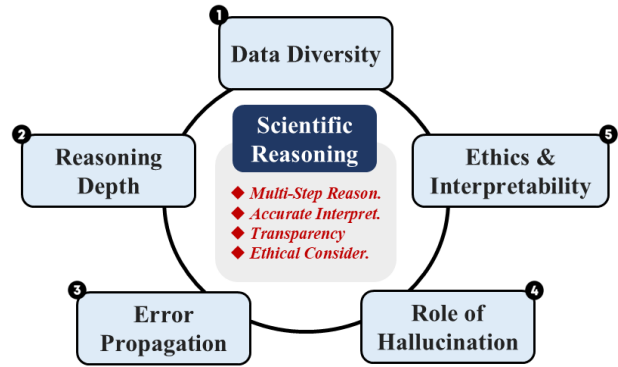 1
Data Diversity
2
Reasoning
Depth
3
Error
Propagation
4
Role of
Hallucination
5
Ethics &
Interpretability
Scientific
Reasoning
◆ Multi-Step Reason.
◆ Accurate Interpret.
◆ Transparency
◆ Ethical Consider.